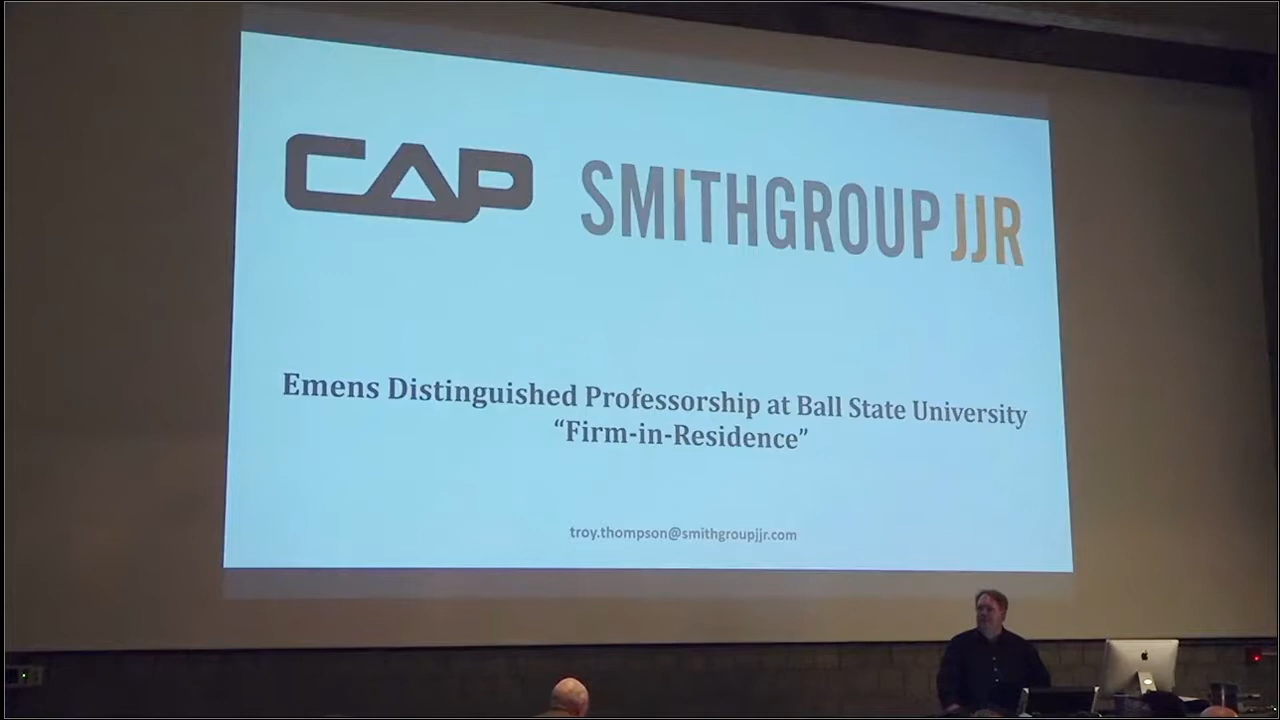 CAP SMITHGROUP JJR
Emens Distinguished Professorship at Ball State University
“Firm-in-Residence”
troy.thompson@smithgroupjjr.com